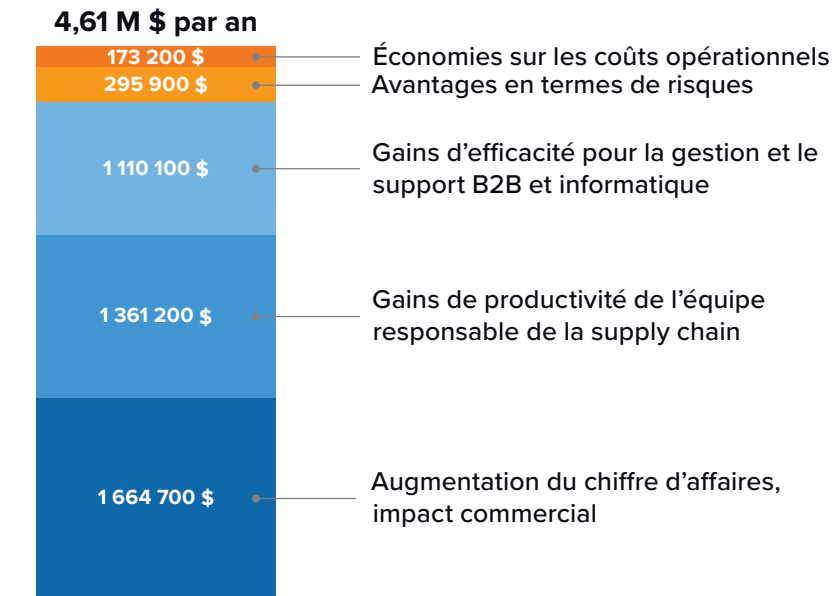 4,61 M $ par an
173 200 $
Économies sur les coûts opérationnels
295 900 $
Avantages en termes de risques
1 110 100 $
Gains d’efficacité pour la gestion et le
support B2B et informatique
1 361 200 $
Gains de productivité de l’équipe
responsable de la supply chain
1 664 700 $
Augmentation du chiffre d’affaires,
impact commercial